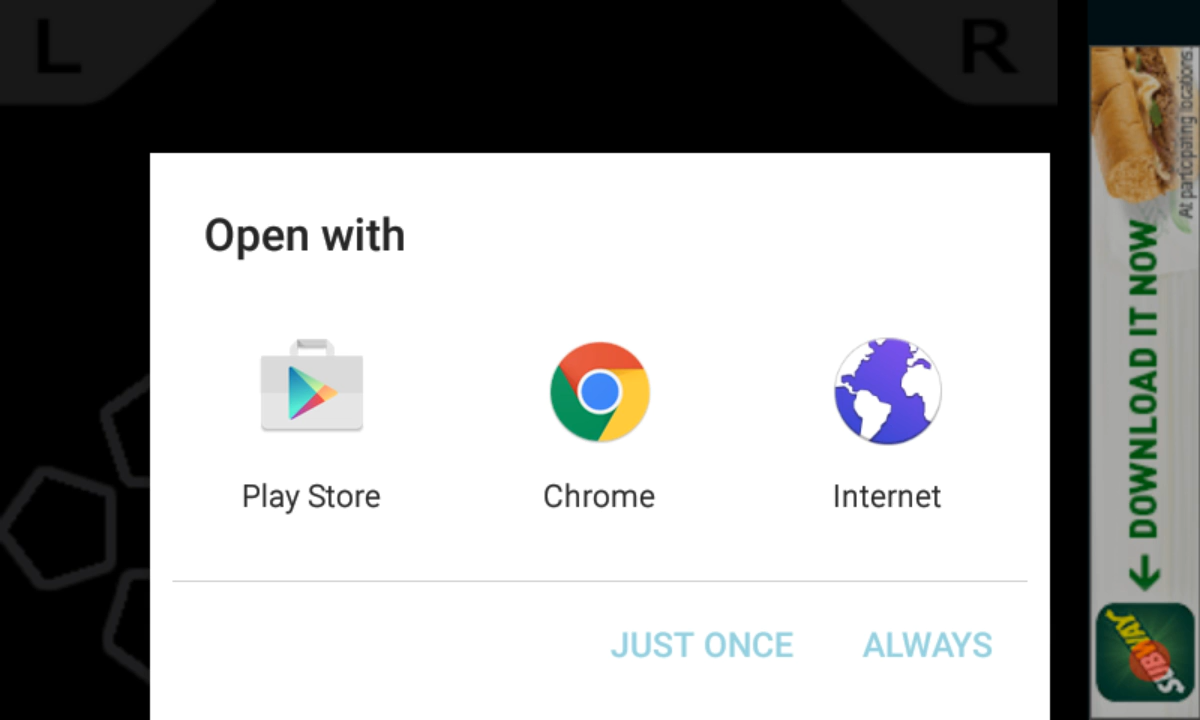 L
R
Open with
Play Store
Chrome
Internet
JUST ONCE
ALWAYS
At participating locations.
← DOWNLOAD IT NOW
SUBWAY